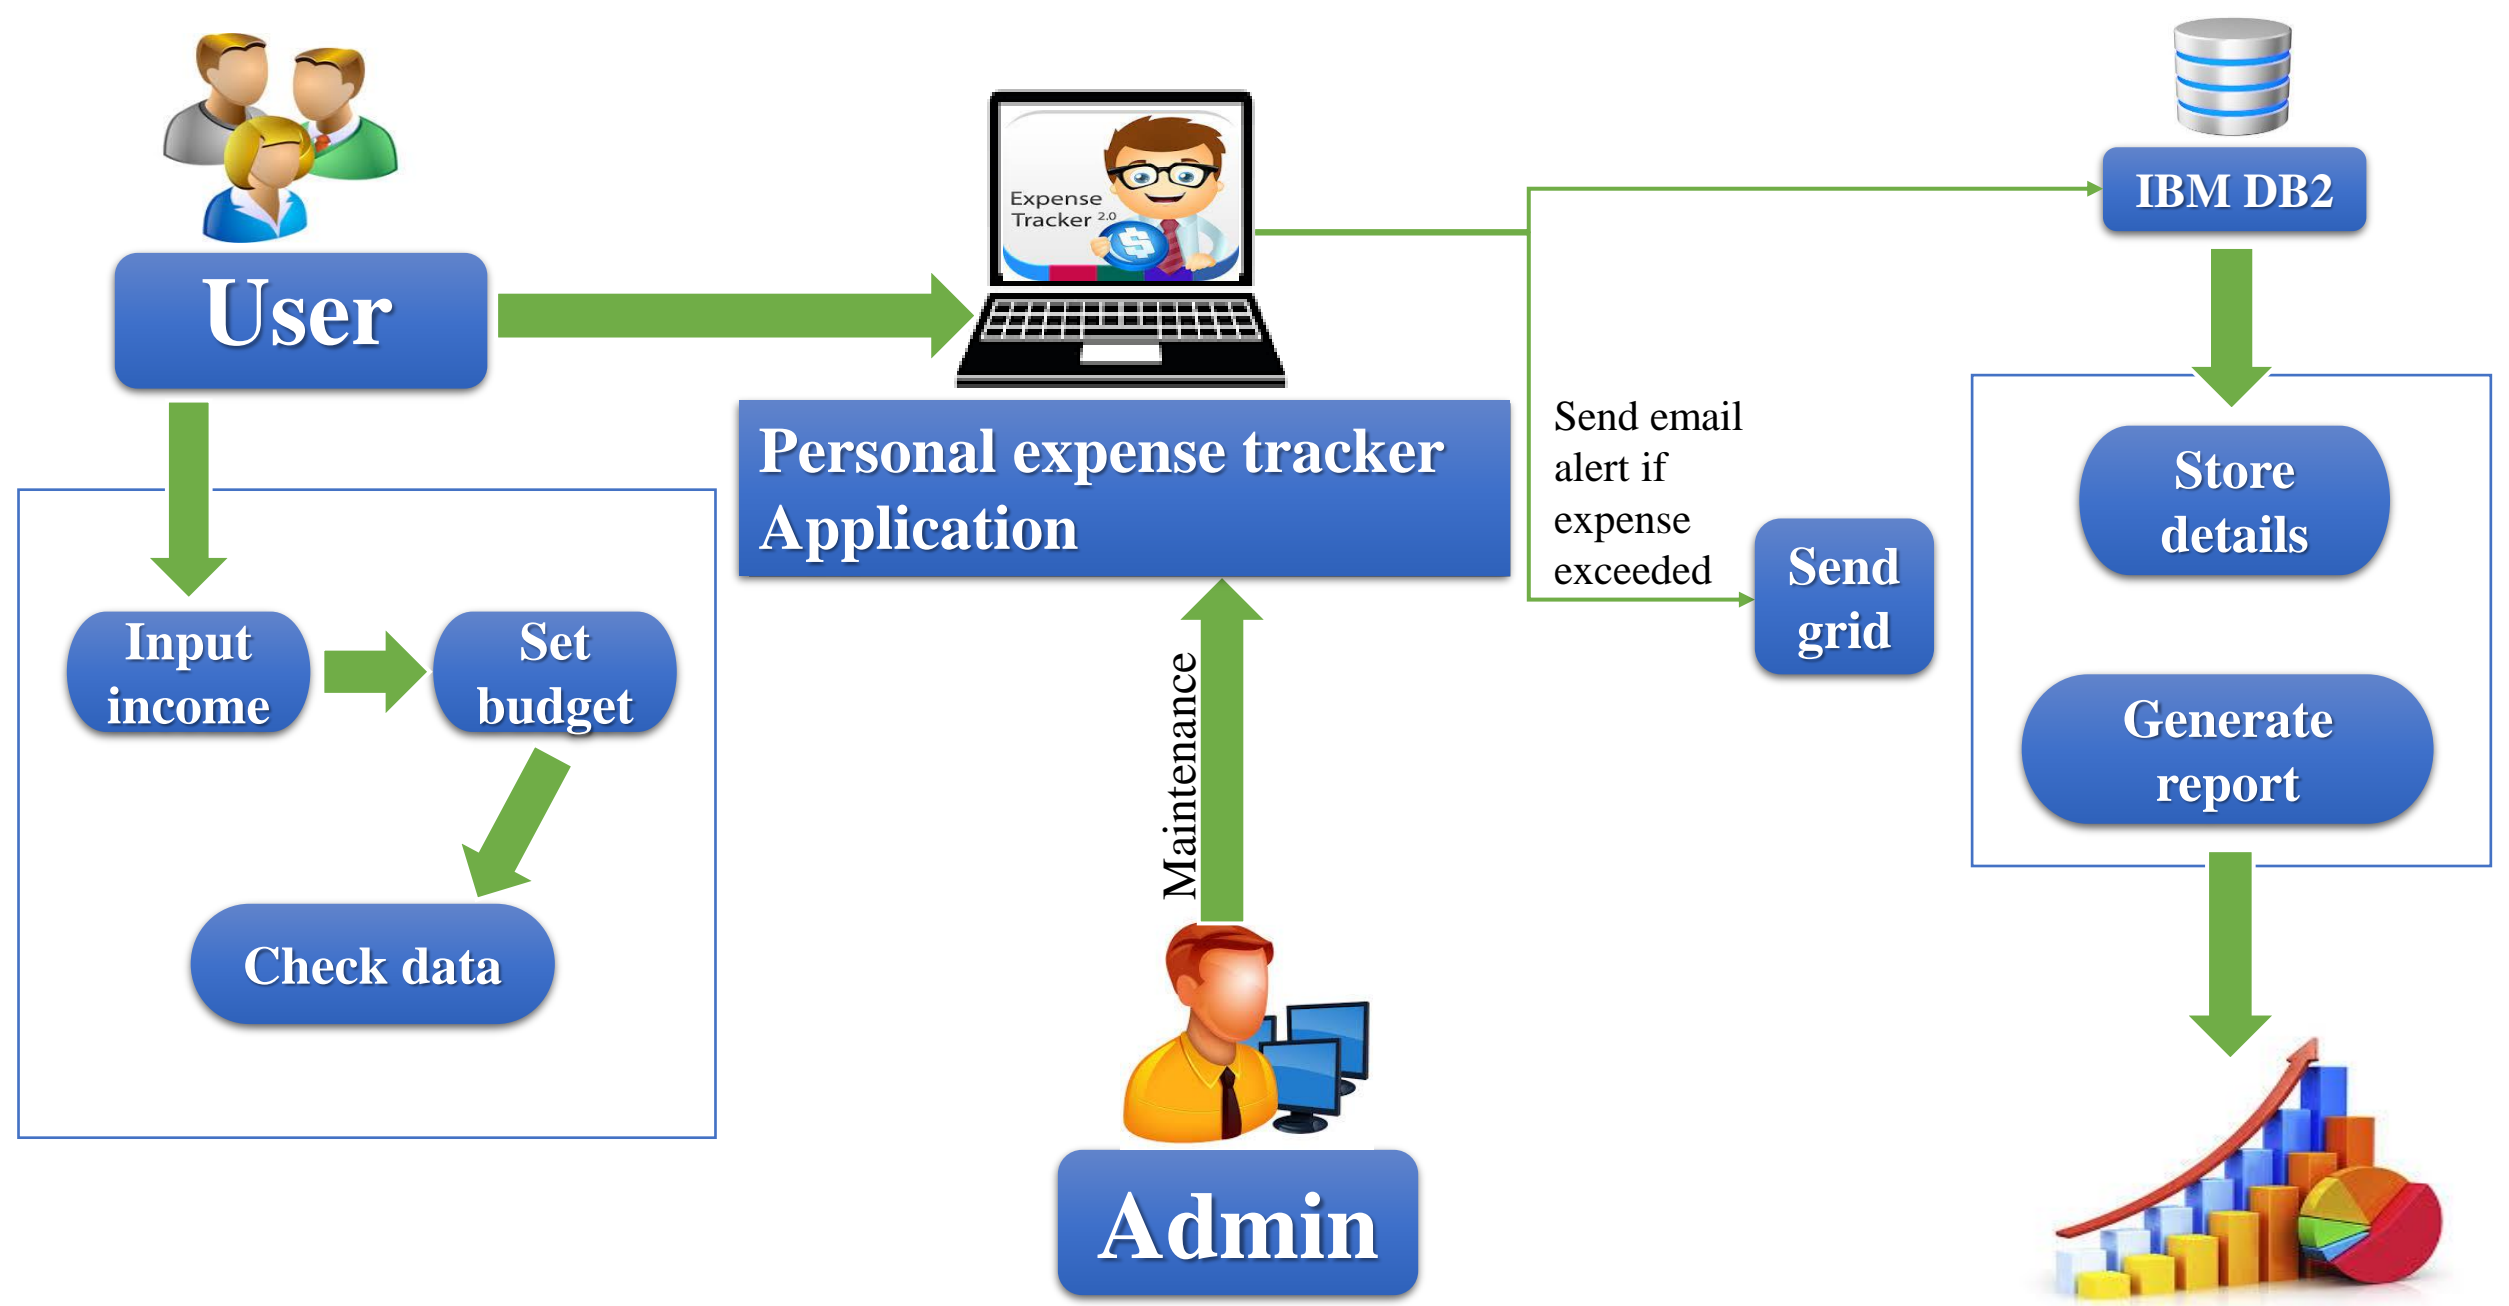 User
Expense
Tracker 2.0
IBM DB2
Personal expense tracker
Application
Send email
alert if
expense
exceeded
Send
grid
Store
details
Generate
report
Input
income
Set
budget
Check data
Maintenance
Admin